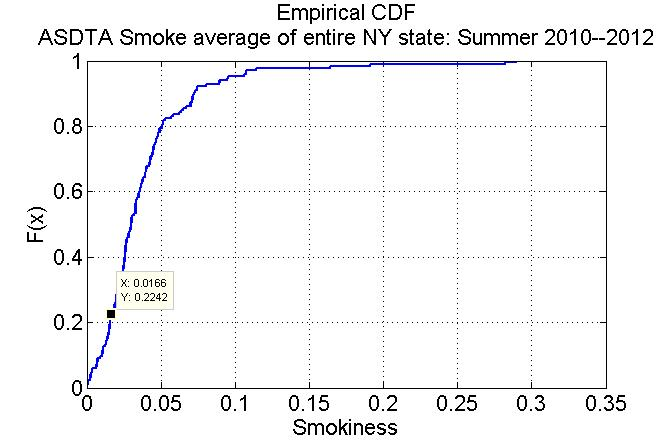 Empirical CDF
ASDTA Smoke average of entire NY state: Summer 2010--2012
1
0.8
0.6
0.4
0.2
0
F(x)
X: 0.0166
Y: 0.2242
0 0.05 0.1 0.15 0.2 0.25 0.3 0.35
Smokiness